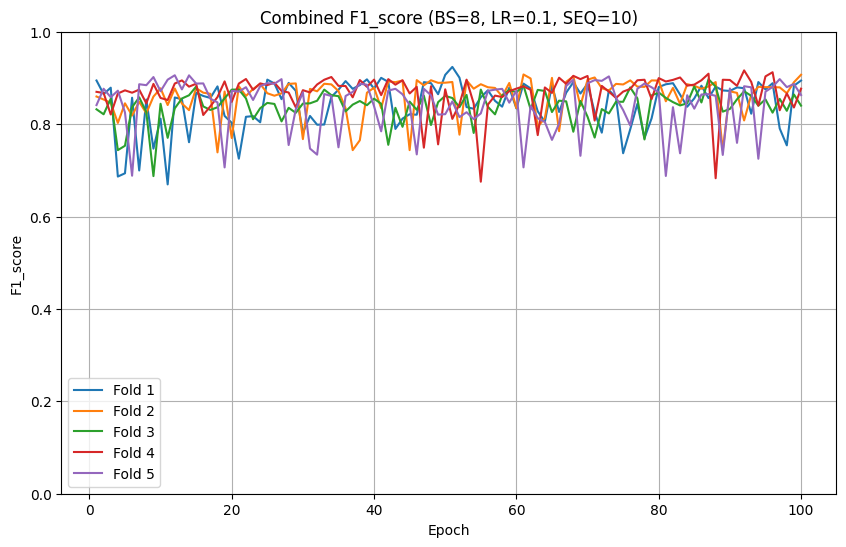 Combined F1_score (BS=8, LR=0.1, SEQ=10)
F1_score
1.0
0.8
0.6
0.4
0.2
0.0
Fold 1
Fold 2
Fold 3
Fold 4
Fold 5
0 20 40 60 80 100
Epoch